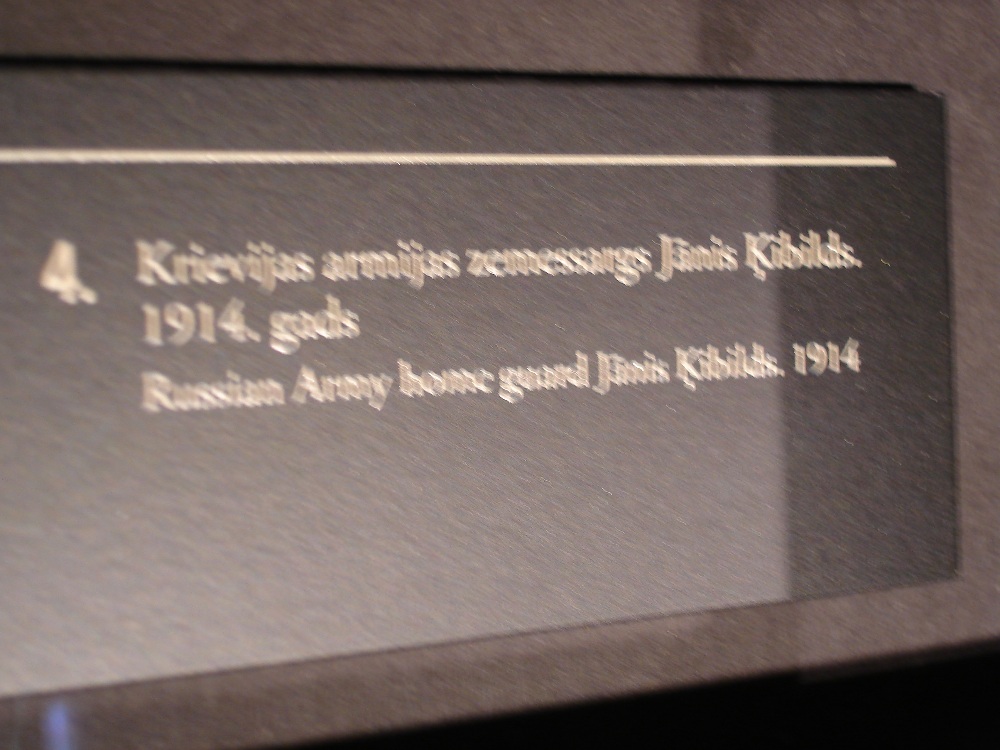 4. Krievijas armijas zemessargs Jānis Ķibilds.
1914. gads
Russian Army home guard Jānis Ķibilds. 1914